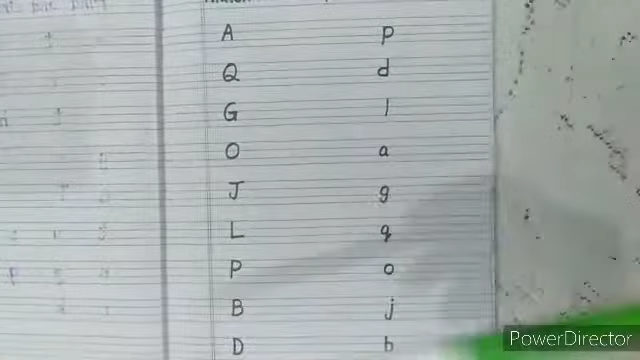 A p
Q d
G l
O a
J g
L q
P o
B j
D b
PowerDirector